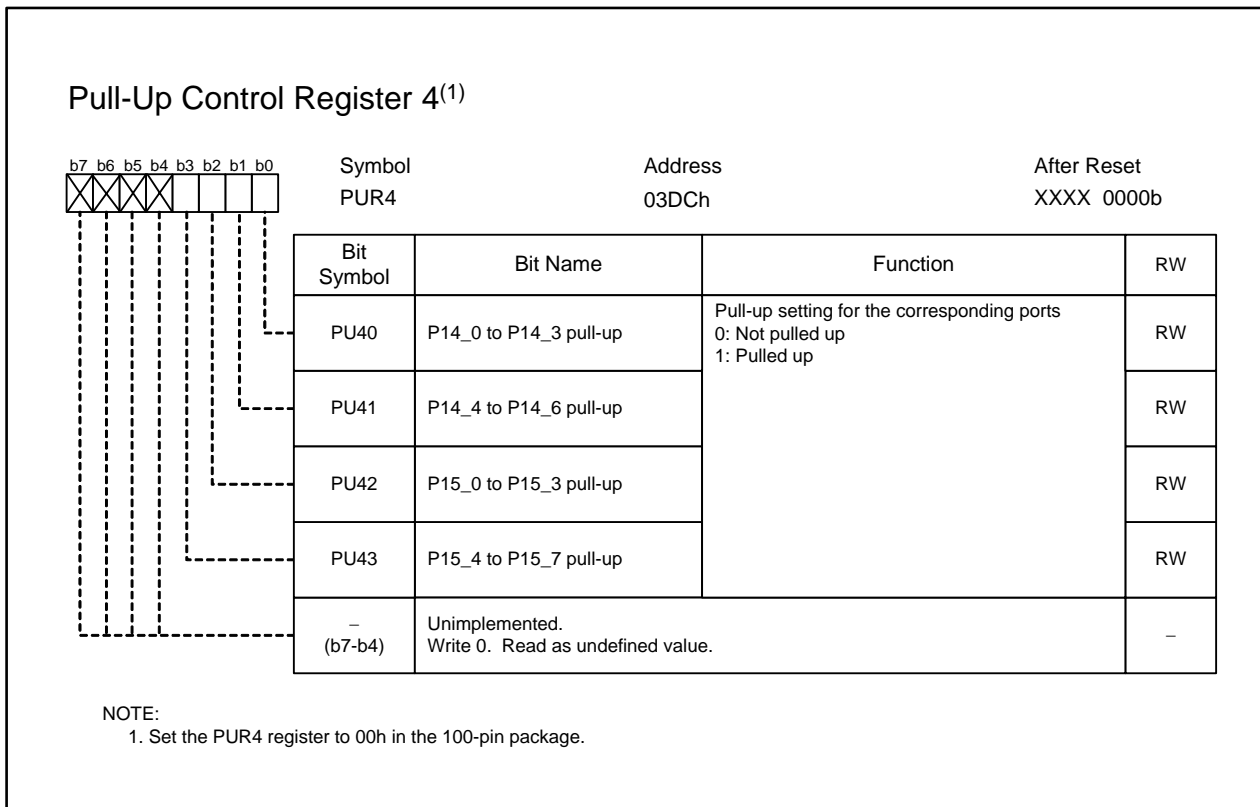 Pull-Up Control Register 4(1)
b7 b6 b5 b4 b3 b2 b1 b0
Symbol Address After Reset
PUR4 03DCh XXXX 0000b
Bit Symbol Bit Name Function RW
PU40 P14_0 to P14_3 pull-up Pull-up setting for the corresponding ports RW
0: Not pulled up
1: Pulled up
PU41 P14_4 to P14_6 pull-up RW
PU42 P15_0 to P15_3 pull-up RW
PU43 P15_4 to P15_7 pull-up RW
– (b7-b4) Unimplemented. –
Write 0. Read as undefined value.
NOTE:
1. Set the PUR4 register to 00h in the 100-pin package.